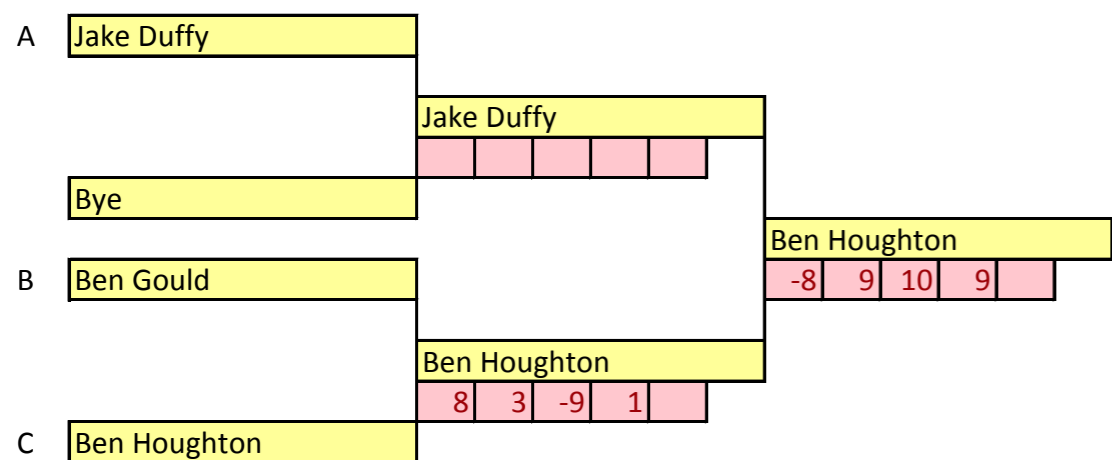 A Jake Duffy
Jake Duffy
Bye
Ben Houghton
-8 9 10 9
B Ben Gould
Ben Houghton
8 3 -9 1
C Ben Houghton